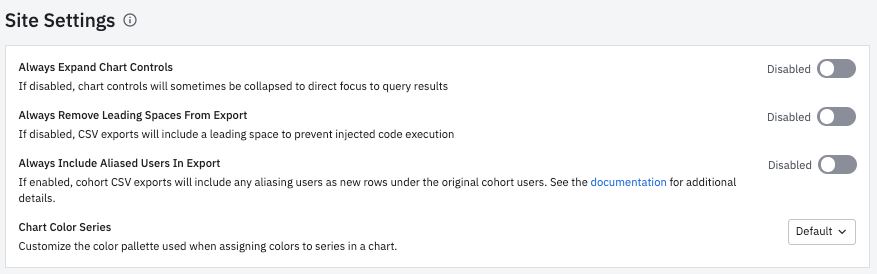 Site Settings
Always Expand Chart Controls
Disabled
If disabled, chart controls will sometimes be collapsed to direct focus to query results
Always Remove Leading Spaces From Export
Disabled
If disabled, CSV exports will include a leading space to prevent injected code execution
Always Include Aliased Users In Export
Disabled
If enabled, cohort CSV exports will include any aliasing users as new rows under the original cohort users. See the documentation for additional
details.
Chart Color Series
Default
Customize the color pallette used when assigning colors to series in a chart.